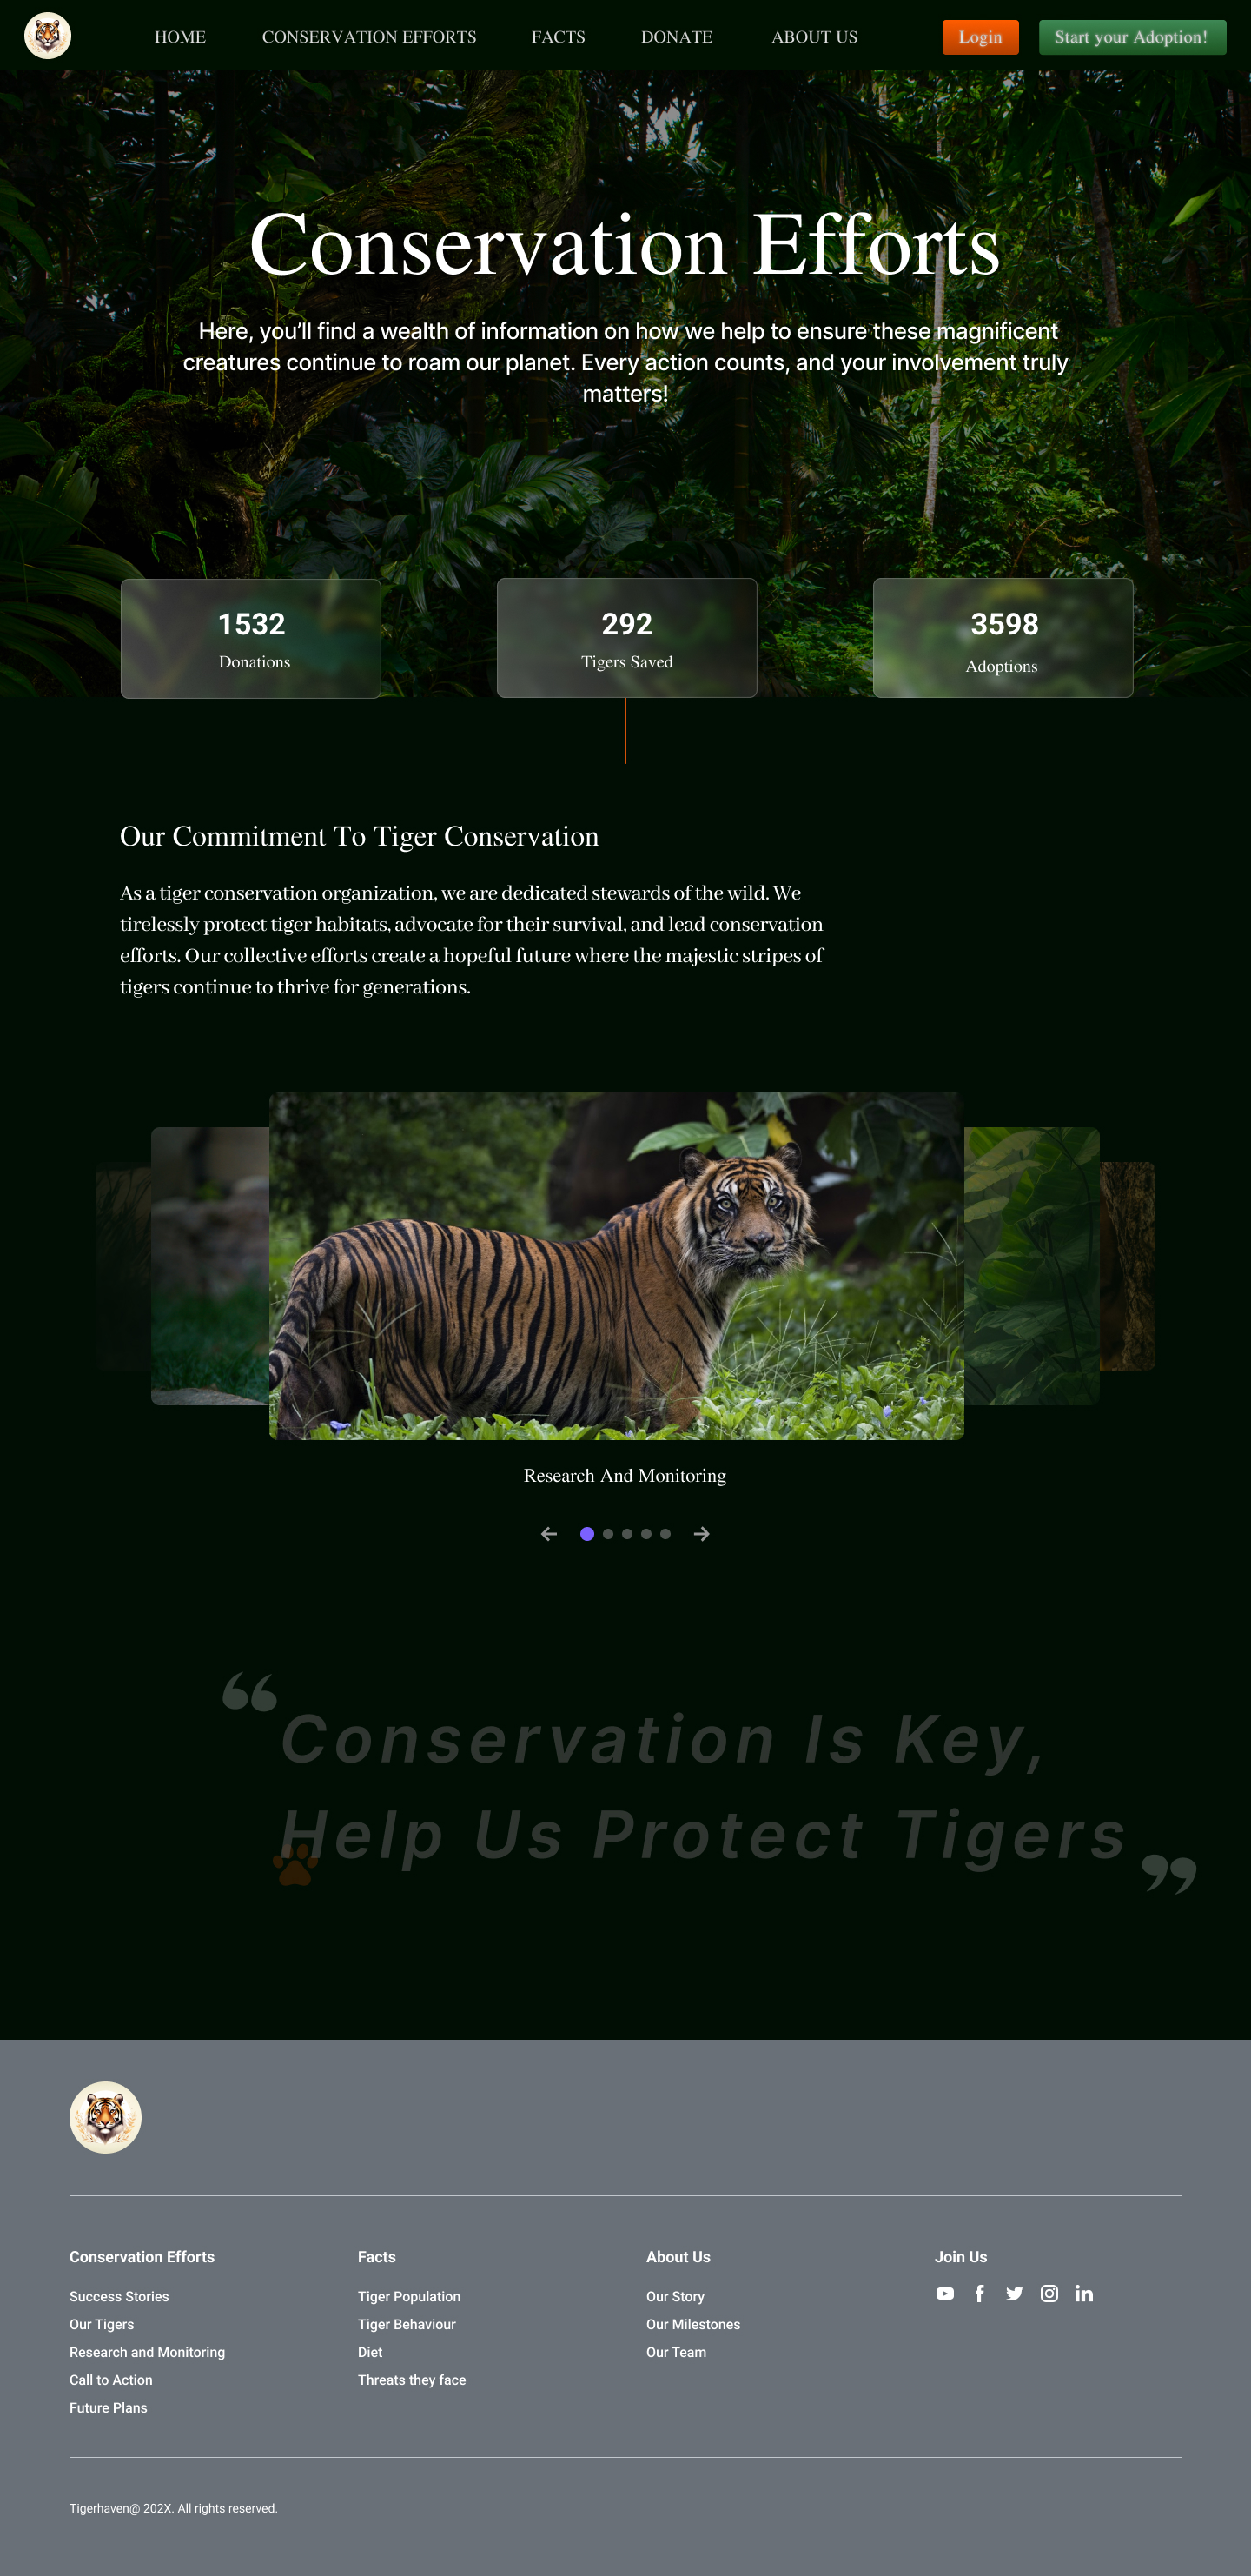 HOME CONSERVATION EFFORTS FACTS DONATE ABOUT US Login Start your Adoption!
Conservation Efforts
Here, you’ll find a wealth of information on how we help to ensure these magnificent
creatures continue to roam our planet. Every action counts, and your involvement truly
matters!
1532
Donations
292
Tigers Saved
3598
Adoptions
Our Commitment To Tiger Conservation
As a tiger conservation organization, we are dedicated stewards of the wild. We
tirelessly protect tiger habitats, advocate for their survival, and lead conservation
efforts. Our collective efforts create a hopeful future where the majestic stripes of
tigers continue to thrive for generations.
Research And Monitoring
“Conservation Is Key,
Help Us Protect Tigers”
Conservation Efforts
Success Stories
Our Tigers
Research and Monitoring
Call to Action
Future Plans
Facts
Tiger Population
Tiger Behaviour
Diet
Threats they face
About Us
Our Story
Our Milestones
Our Team
Join Us
Tigerhaven@ 202X. All rights reserved.